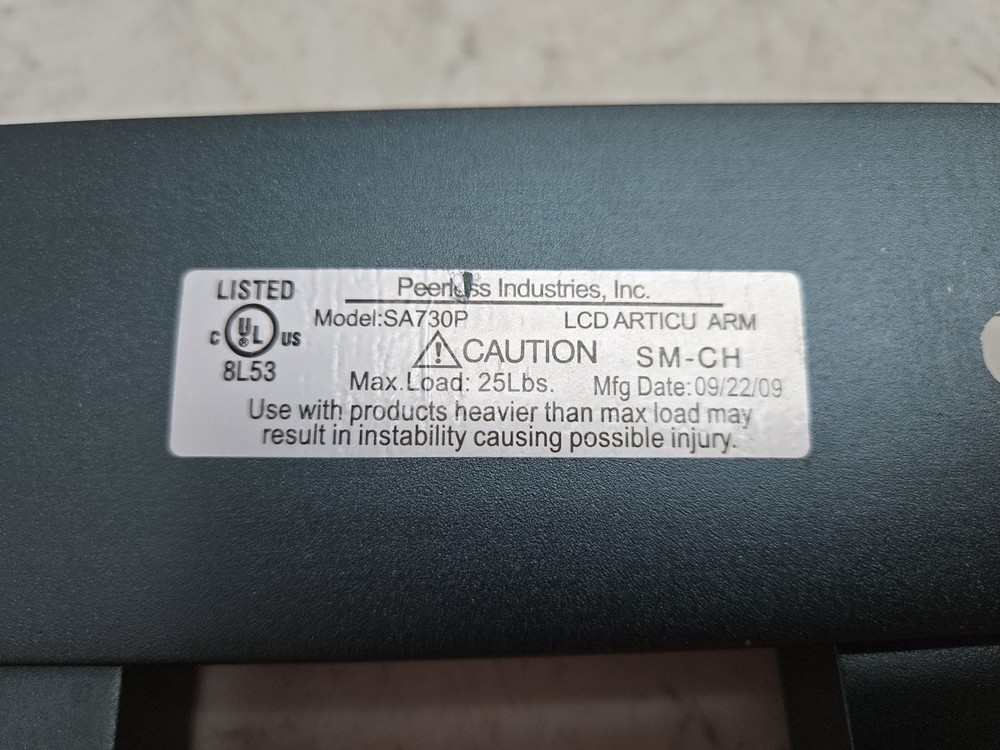 LISTED
C UL ® US
8L53
Peerless Industries, Inc.
Model:SA730P LCD ARTICU ARM
CAUTION SM-CH
Max.Load: 25Lbs. Mfg Date:09/22/09
Use with products heavier than max load may
result in instability causing possible injury.